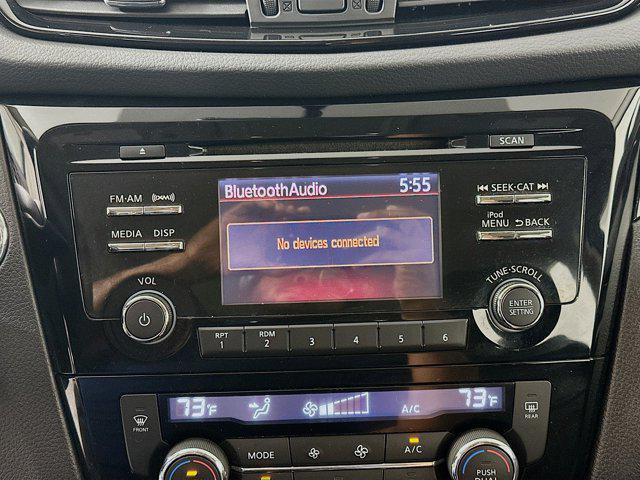 SCAN
BluetoothAudio 5:55
No devices connected
FM·AM (XM)
MEDIA DISP
VOL
SEEK·CAT
iPod
MENU BACK
TUNE·SCROLL
ENTER
SETTING
RPT 1 RDM 2 3 4 5 6
73°F A/C 73°F
FRONT
REAR
MODE A/C
PUSH
DUAL